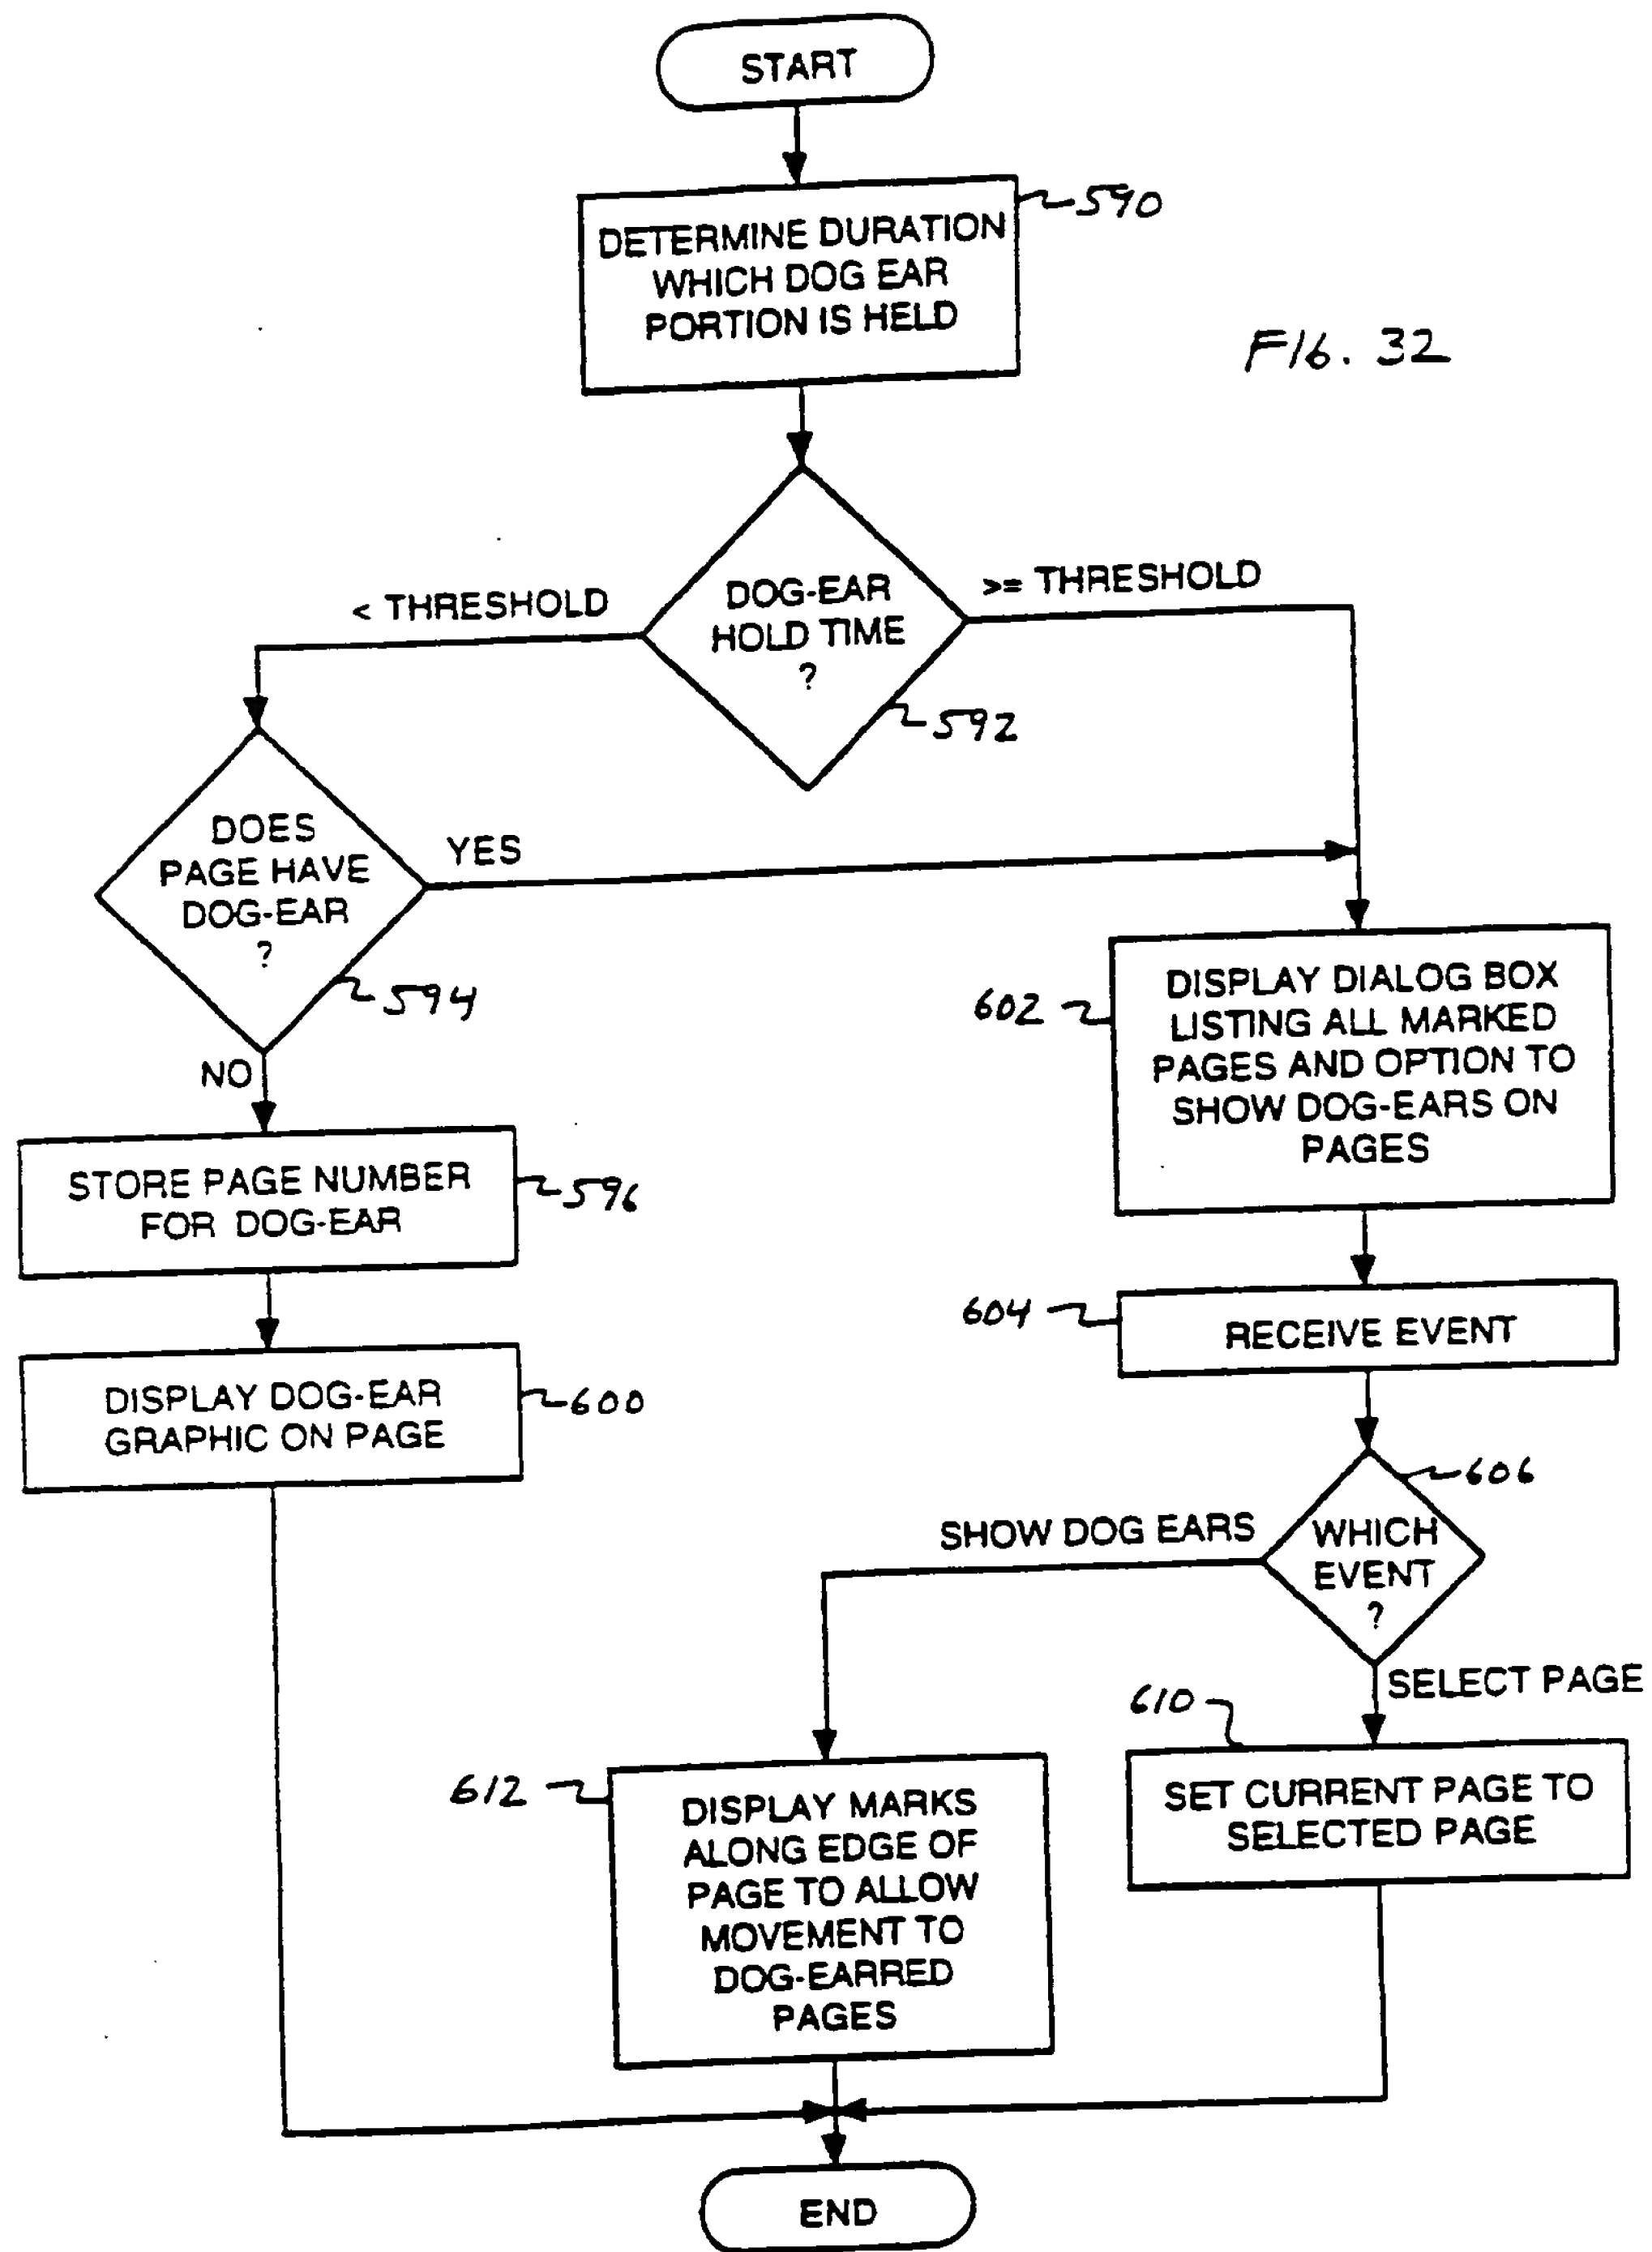 START
590
DETERMINE DURATION
WHICH DOG EAR
PORTION IS HELD
FIG. 32
< THRESHOLD
DOG-EAR
HOLD TIME
?
>= THRESHOLD
592
DOES
PAGE HAVE
DOG-EAR
?
YES
594
NO
602
DISPLAY DIALOG BOX
LISTING ALL MARKED
PAGES AND OPTION TO
SHOW DOG-EARS ON
PAGES
STORE PAGE NUMBER
FOR DOG-EAR
596
604
RECEIVE EVENT
DISPLAY DOG-EAR
GRAPHIC ON PAGE
600
606
SHOW DOG EARS
WHICH
EVENT
?
SELECT PAGE
610
SET CURRENT PAGE TO
SELECTED PAGE
612
DISPLAY MARKS
ALONG EDGE OF
PAGE TO ALLOW
MOVEMENT TO
DOG-EARRED
PAGES
END